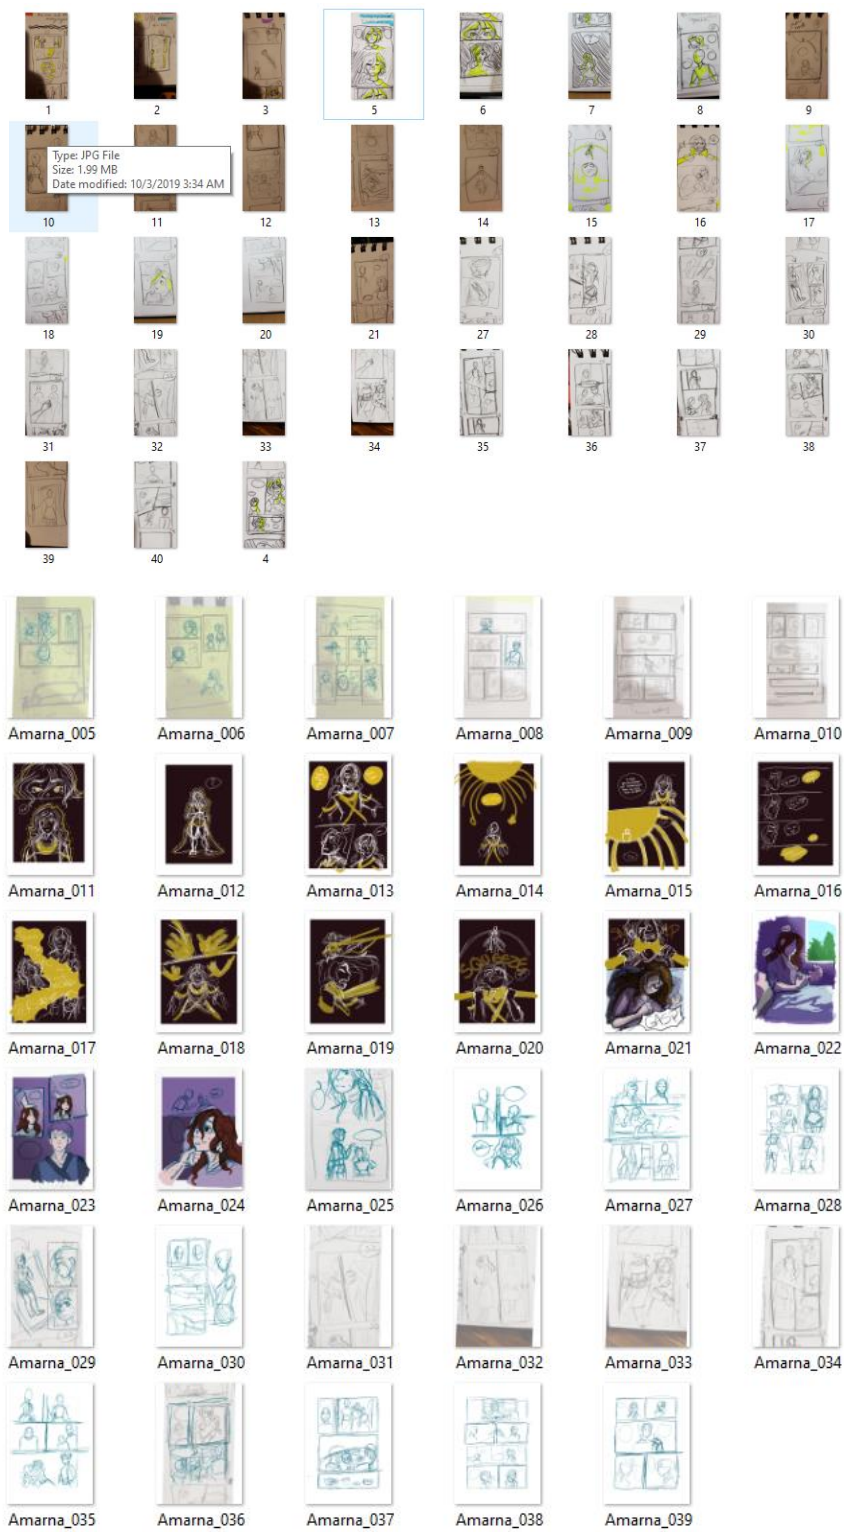 1 2 3 5 6 7 8 9
Type: JPG File
Size: 1.99 MB
Date modified: 10/3/2019 3:34 AM
10 11 12 13 14 15 16 17
18 19 20 21 27 28 29 30
31 32 33 34 35 36 37 38
39 40 4
Amarna_005 Amarna_006 Amarna_007 Amarna_008 Amarna_009 Amarna_010
Amarna_011 Amarna_012 Amarna_013 Amarna_014 Amarna_015 Amarna_016
Amarna_017 Amarna_018 Amarna_019 Amarna_020 Amarna_021 Amarna_022
SQUEEZE
Amarna_023 Amarna_024 Amarna_025 Amarna_026 Amarna_027 Amarna_028
Amarna_029 Amarna_030 Amarna_031 Amarna_032 Amarna_033 Amarna_034
Amarna_035 Amarna_036 Amarna_037 Amarna_038 Amarna_039